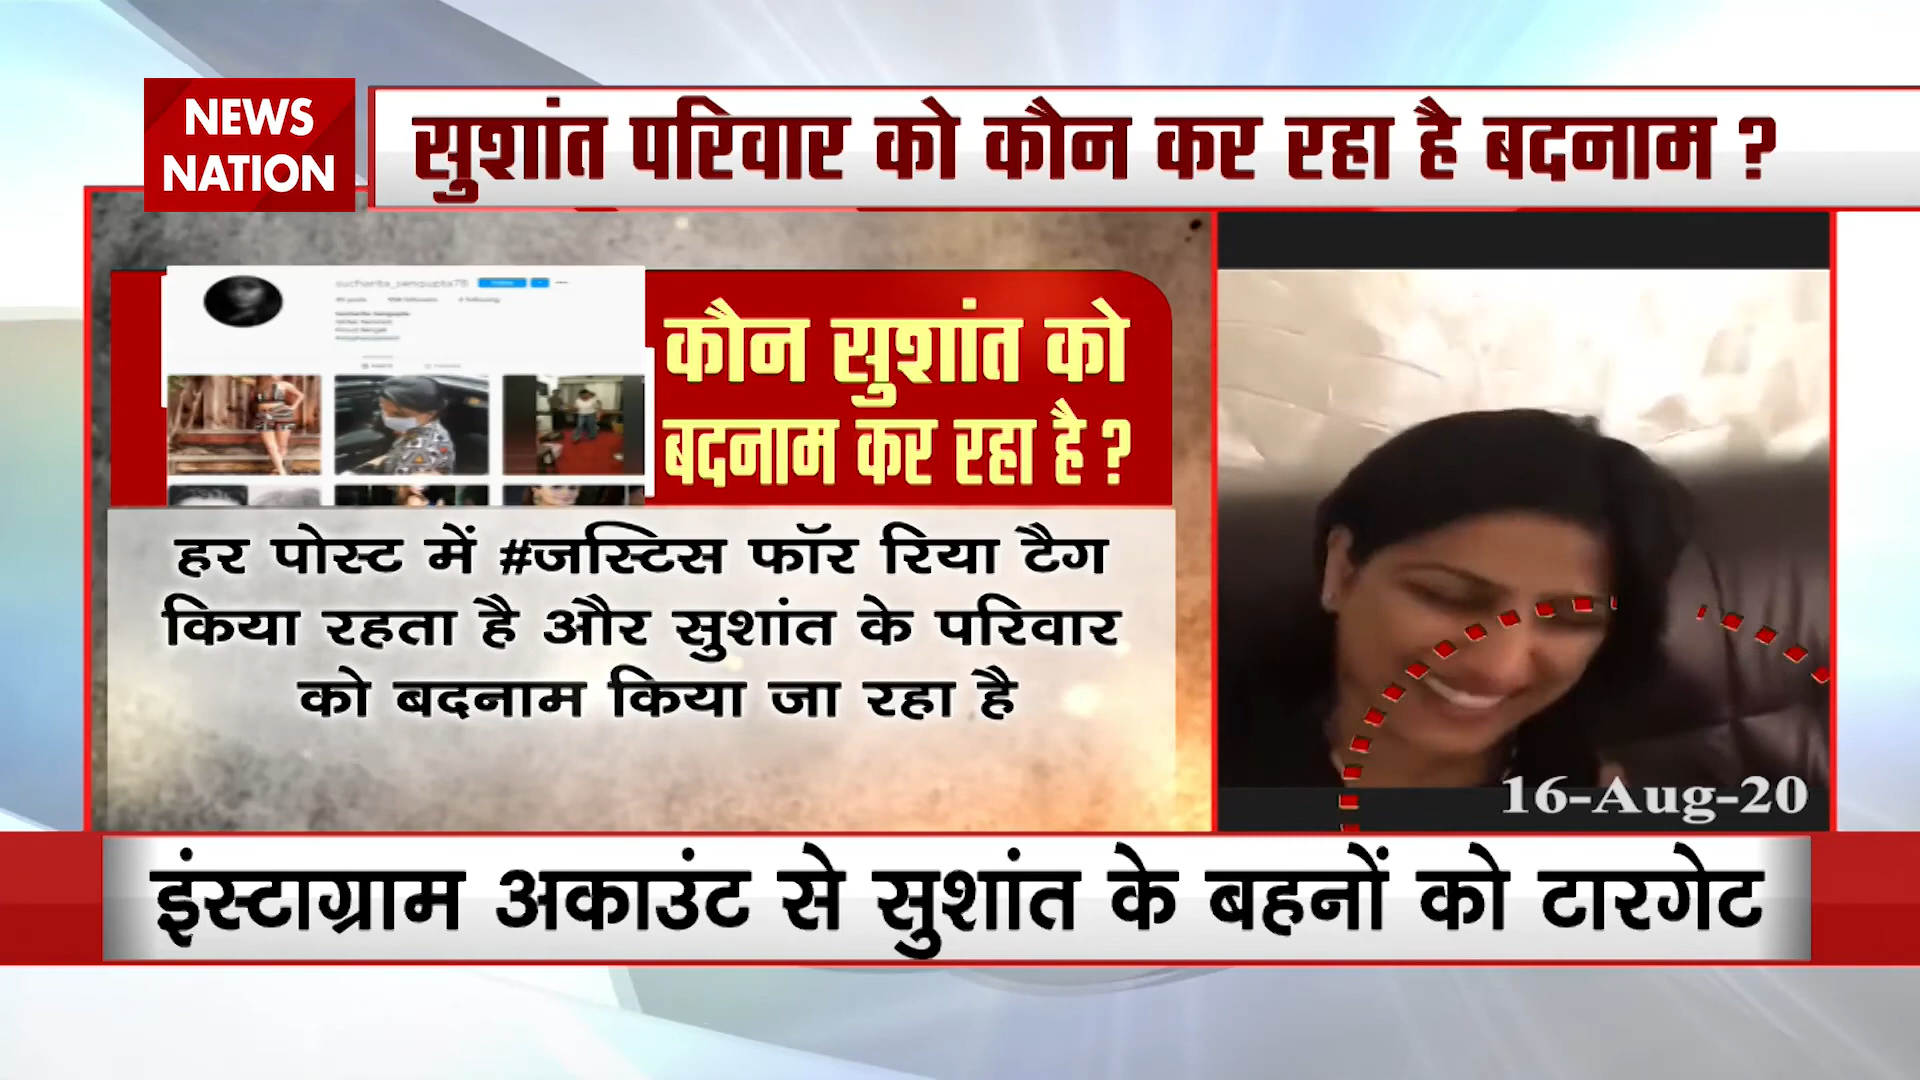 NEWS
NATION
सुशांत परिवार को कौन कर रहा है बदनाम ?
sucharita_sengupta78
कौन सुशांत को
बदनाम कर रहा है ?
हर पोस्ट में #जस्टिस फॉर रिया टैग
किया रहता है और सुशांत के परिवार
को बदनाम किया जा रहा है
16-Aug-20
इंस्टाग्राम अकाउंट से सुशांत के बहनों को टारगेट